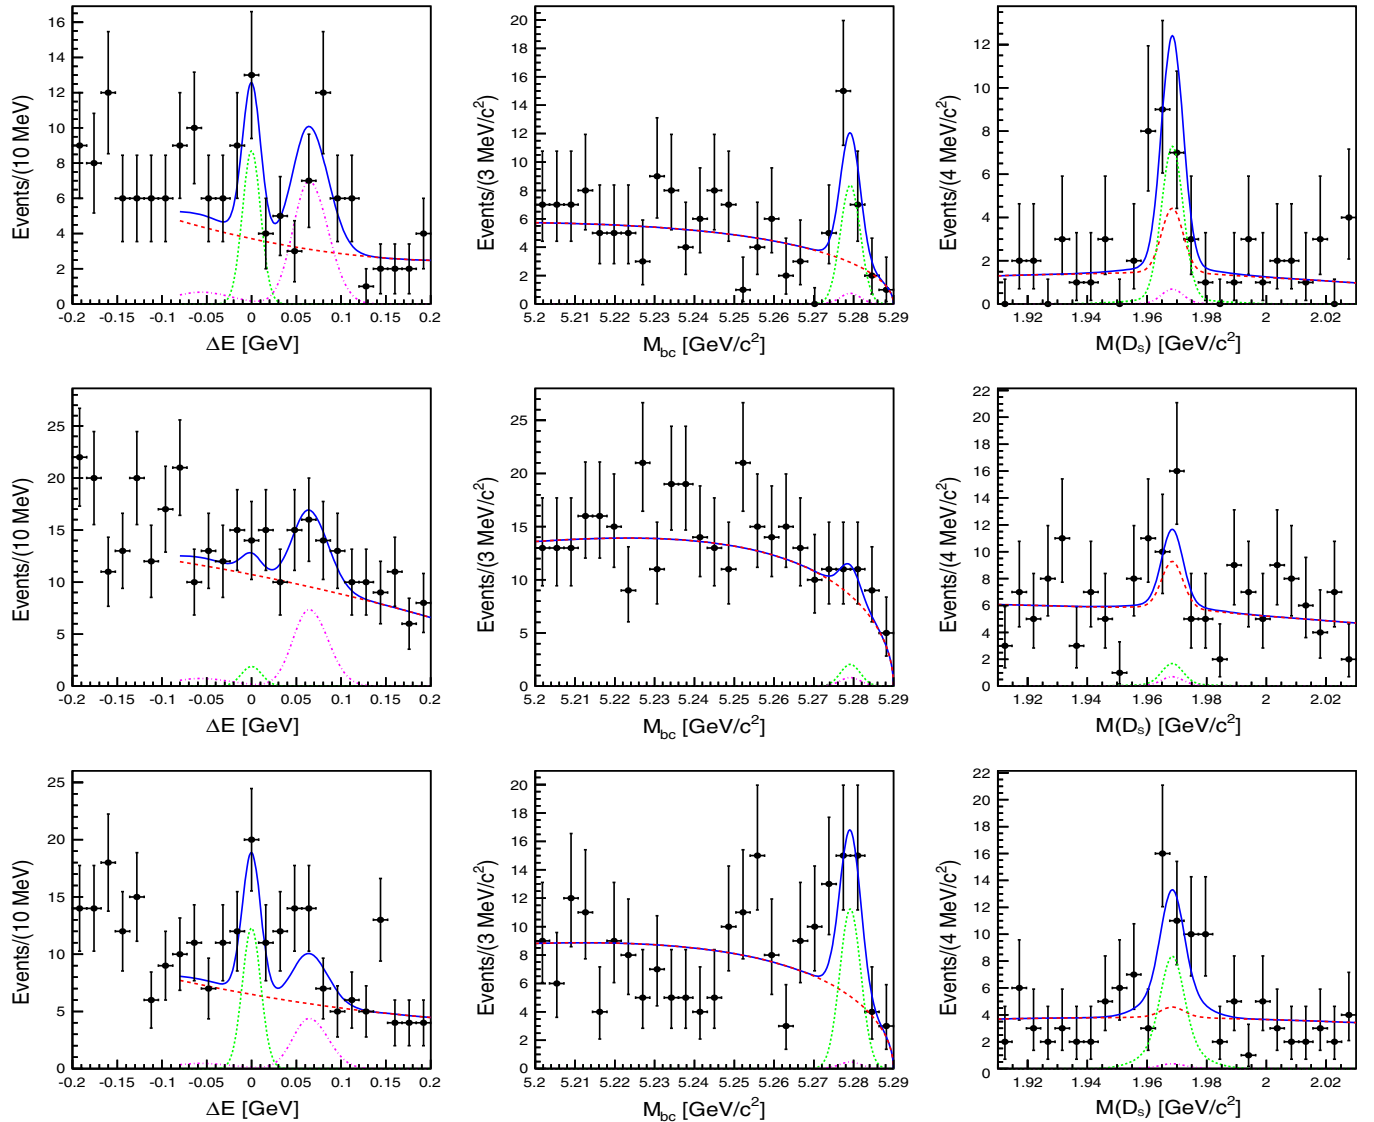 Events/(10 MeV)
0 2 4 6 8 10 12 14 16
-0.2 -0.15 -0.1 -0.05 0 0.05 0.1 0.15 0.2
ΔE [GeV]
Events/(3 MeV/c²)
0 2 4 6 8 10 12 14 16 18 20
5.2 5.21 5.22 5.23 5.24 5.25 5.26 5.27 5.28 5.29
M_bc [GeV/c²]
Events/(4 MeV/c²)
0 2 4 6 8 10 12
1.92 1.94 1.96 1.98 2 2.02
M(D_s) [GeV/c²]
Events/(10 MeV)
0 5 10 15 20 25
-0.2 -0.15 -0.1 -0.05 0 0.05 0.1 0.15 0.2
ΔE [GeV]
Events/(3 MeV/c²)
0 5 10 15 20 25
5.2 5.21 5.22 5.23 5.24 5.25 5.26 5.27 5.28 5.29
M_bc [GeV/c²]
Events/(4 MeV/c²)
0 2 4 6 8 10 12 14 16 18 20 22
1.92 1.94 1.96 1.98 2 2.02
M(D_s) [GeV/c²]
Events/(10 MeV)
0 5 10 15 20 25
-0.2 -0.15 -0.1 -0.05 0 0.05 0.1 0.15 0.2
ΔE [GeV]
Events/(3 MeV/c²)
0 2 4 6 8 10 12 14 16 18 20
5.2 5.21 5.22 5.23 5.24 5.25 5.26 5.27 5.28 5.29
M_bc [GeV/c²]
Events/(4 MeV/c²)
0 2 4 6 8 10 12 14 16 18 20 22
1.92 1.94 1.96 1.98 2 2.02
M(D_s) [GeV/c²]